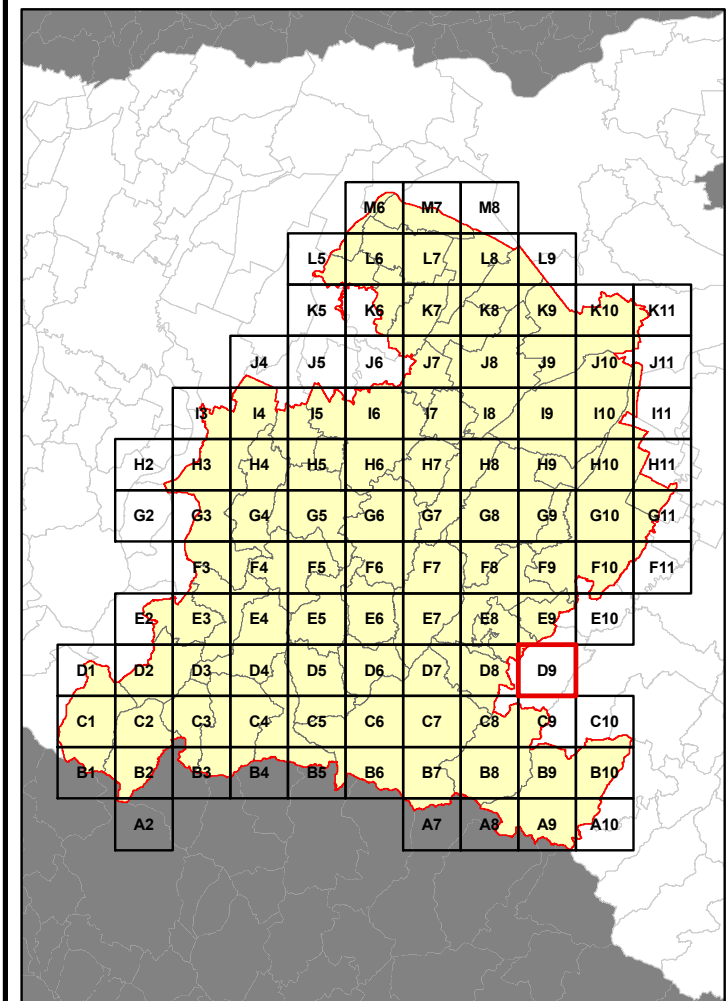 M6 M7 M8
L5 L6 L7 L8 L9
K5 K6 K7 K8 K9 K10 K11
J4 J5 J6 J7 J8 J9 J10 J11
I3 I4 I5 I6 I7 I8 I9 I10 I11
H2 H3 H4 H5 H6 H7 H8 H9 H10 H11
G2 G3 G4 G5 G6 G7 G8 G9 G10 G11
F3 F4 F5 F6 F7 F8 F9 F10 F11
E2 E3 E4 E5 E6 E7 E8 E9 E10
D1 D2 D3 D4 D5 D6 D7 D8 D9
C1 C2 C3 C4 C5 C6 C7 C8 C9 C10
B1 B2 B3 B4 B5 B6 B7 B8 B9 B10
A2 A7 A8 A9 A10